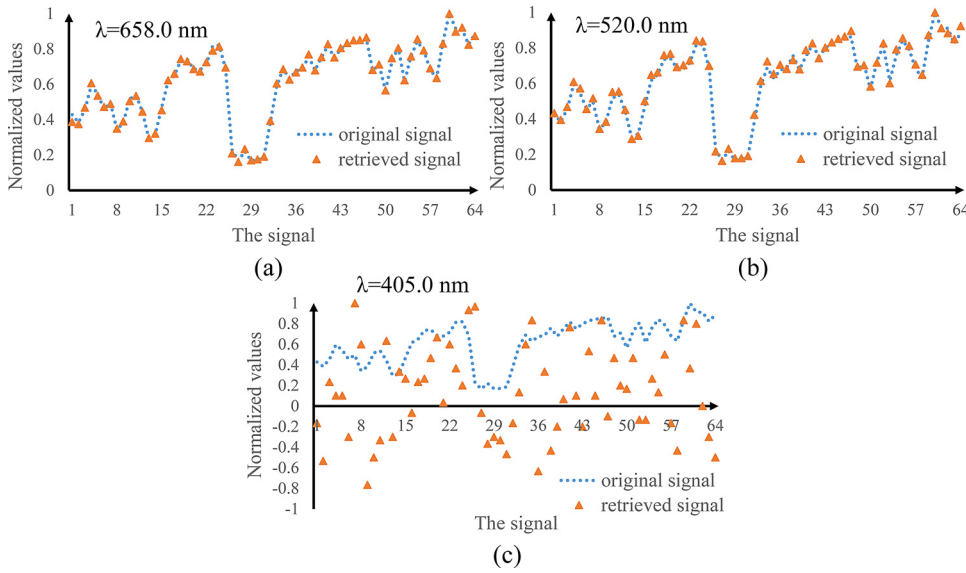 λ=658.0 nm
Normalized values
1
0.8
0.6
0.4
0.2
0
original signal
retrieved signal
1 8 15 22 29 36 43 50 57 64
The signal
(a)
λ=520.0 nm
Normalized values
1
0.8
0.6
0.4
0.2
0
original signal
retrieved signal
1 8 15 22 29 36 43 50 57 64
The signal
(b)
λ=405.0 nm
Normalized values
1
0.8
0.6
0.4
0.2
0
-0.2
-0.4
-0.6
-0.8
-1
1 8 15 22 29 36 43 50 57 64
original signal
retrieved signal
The signal
(c)